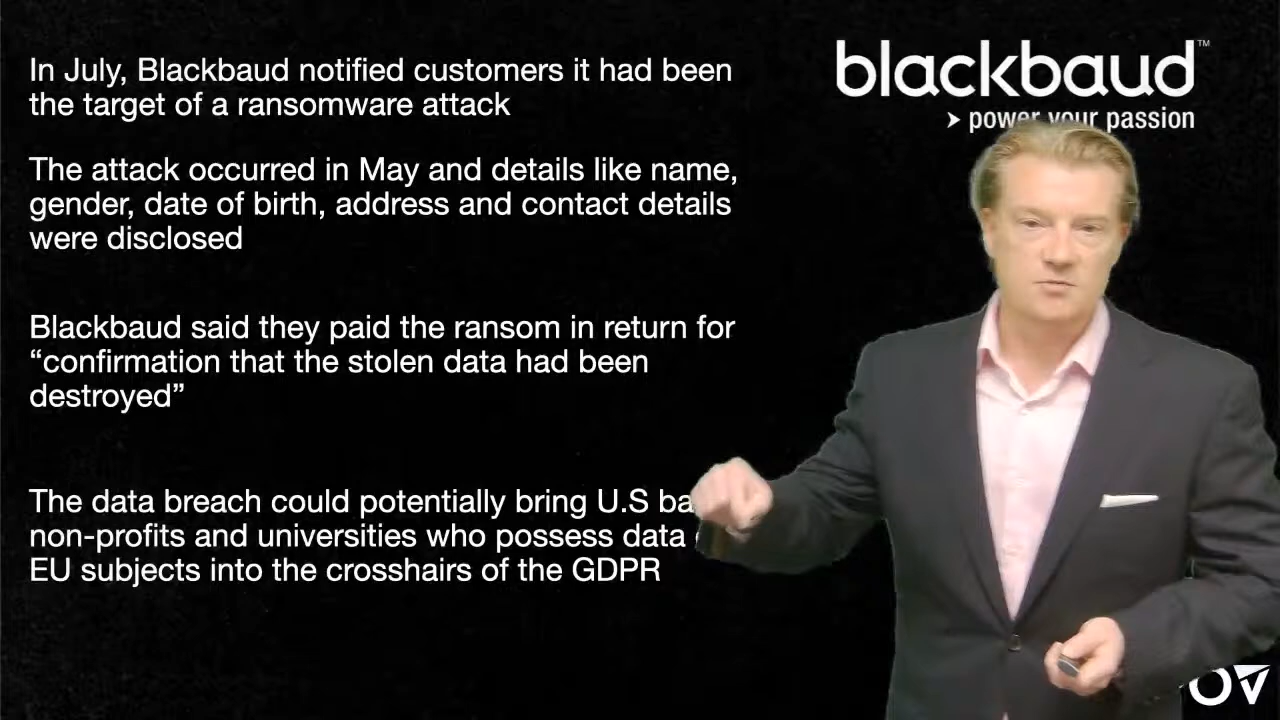 In July, Blackbaud notified customers it had been
the target of a ransomware attack
The attack occurred in May and details like name,
gender, date of birth, address and contact details
were disclosed
Blackbaud said they paid the ransom in return for
“confirmation that the stolen data had been
destroyed”
The data breach could potentially bring U.S
non-profits and universities who possess data
EU subjects into the crosshairs of the GDPR
blackbaud™
power your passion
OV